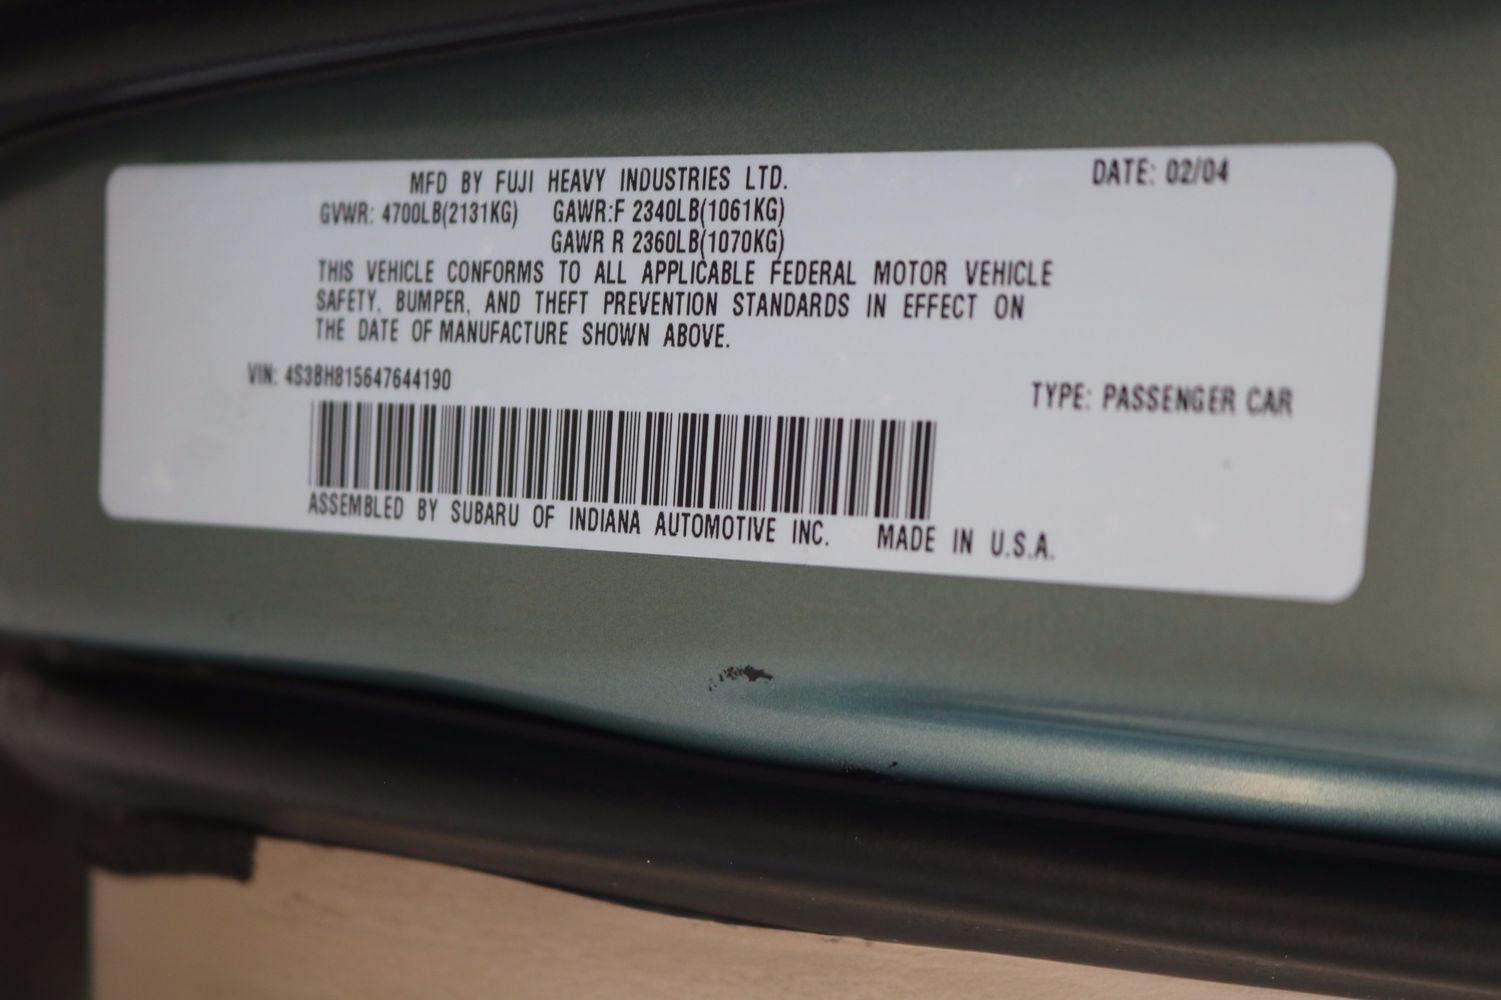 MFD BY FUJI HEAVY INDUSTRIES LTD. DATE: 02/04
GVWR: 4700LB(2131KG) GAWR:F 2340LB(1061KG)
GAWR R 2360LB(1070KG)
THIS VEHICLE CONFORMS TO ALL APPLICABLE FEDERAL MOTOR VEHICLE
SAFETY, BUMPER, AND THEFT PREVENTION STANDARDS IN EFFECT ON
THE DATE OF MANUFACTURE SHOWN ABOVE.
VIN: 4S3BH815647644190 TYPE: PASSENGER CAR
ASSEMBLED BY SUBARU OF INDIANA AUTOMOTIVE INC. MADE IN U.S.A.